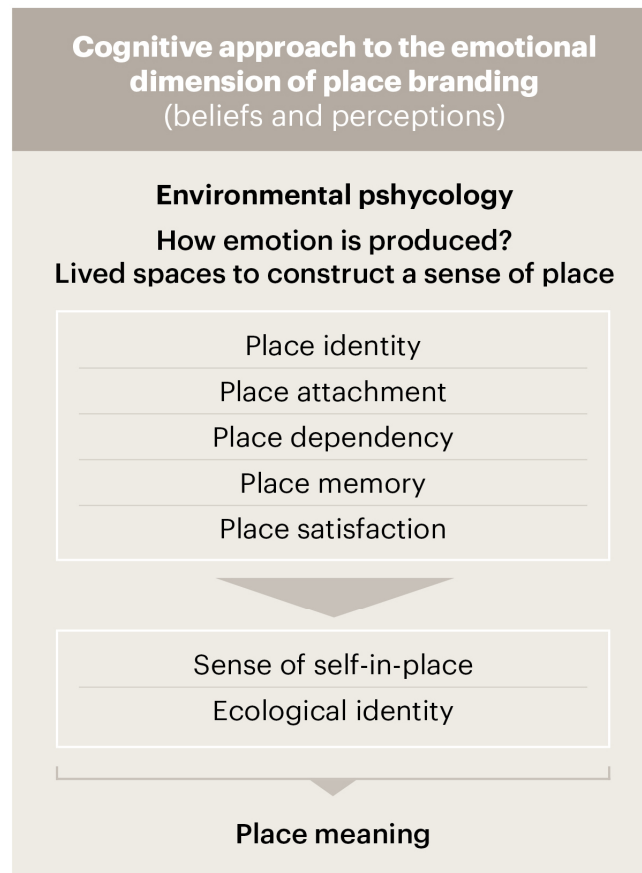 Cognitive approach to the emotional
dimension of place branding
(beliefs and perceptions)
Environmental pshycology
How emotion is produced?
Lived spaces to construct a sense of place
Place identity
Place attachment
Place dependency
Place memory
Place satisfaction
Sense of self-in-place
Ecological identity
Place meaning